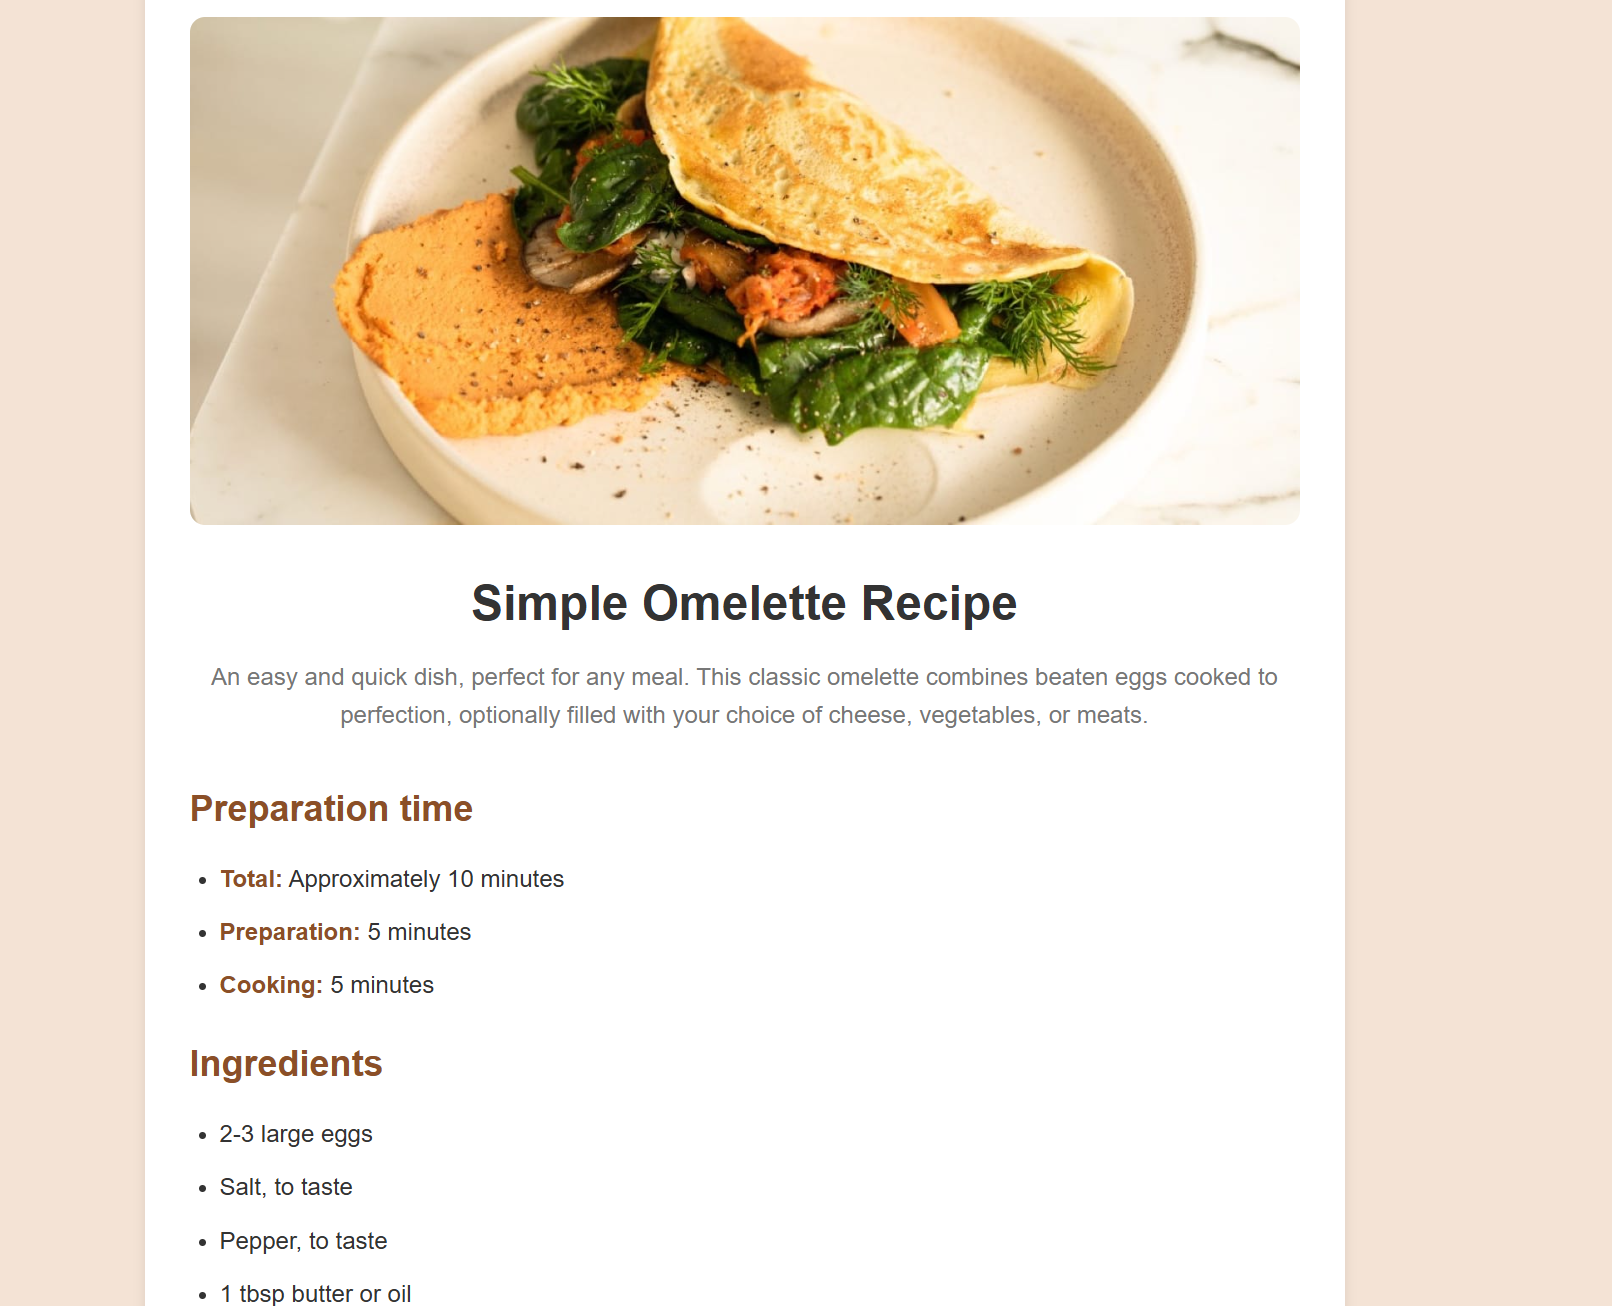 Simple Omelette Recipe
An easy and quick dish, perfect for any meal. This classic omelette combines beaten eggs cooked to
perfection, optionally filled with your choice of cheese, vegetables, or meats.
Preparation time
• Total: Approximately 10 minutes
• Preparation: 5 minutes
• Cooking: 5 minutes
Ingredients
• 2-3 large eggs
• Salt, to taste
• Pepper, to taste
• 1 tbsp butter or oil